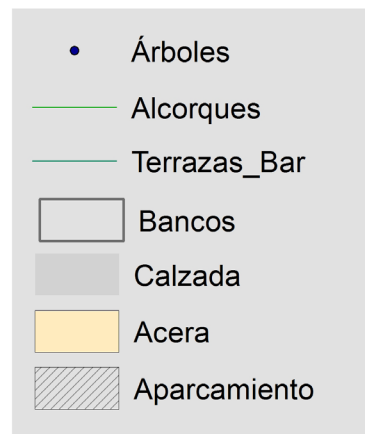 Árboles
Alcorques
Terrazas_Bar
Bancos
Calzada
Acera
Aparcamiento